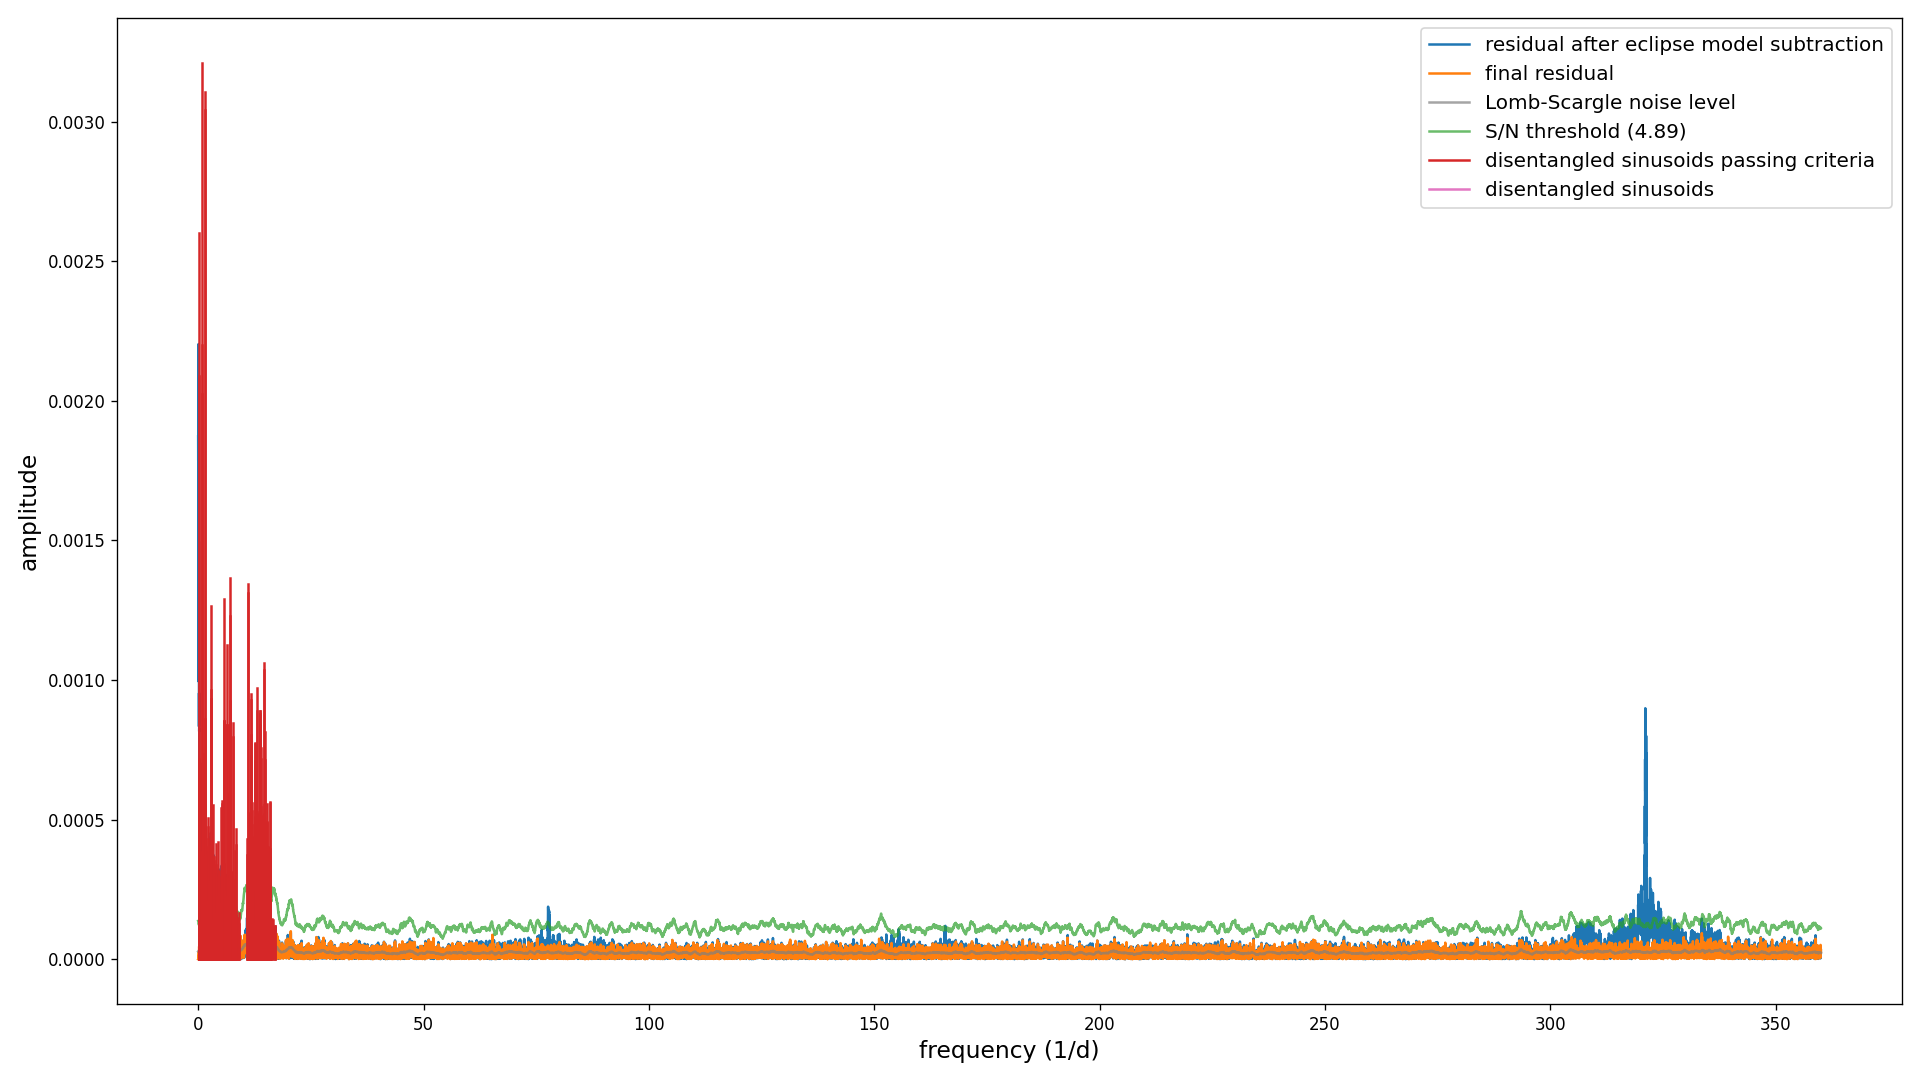 residual after eclipse model subtraction
final residual
Lomb-Scargle noise level
S/N threshold (4.89)
disentangled sinusoids passing criteria
disentangled sinusoids
0.0030
0.0025
0.0020
0.0015
0.0010
0.0005
0.0000
amplitude
0 50 100 150 200 250 300 350
frequency (1/d)